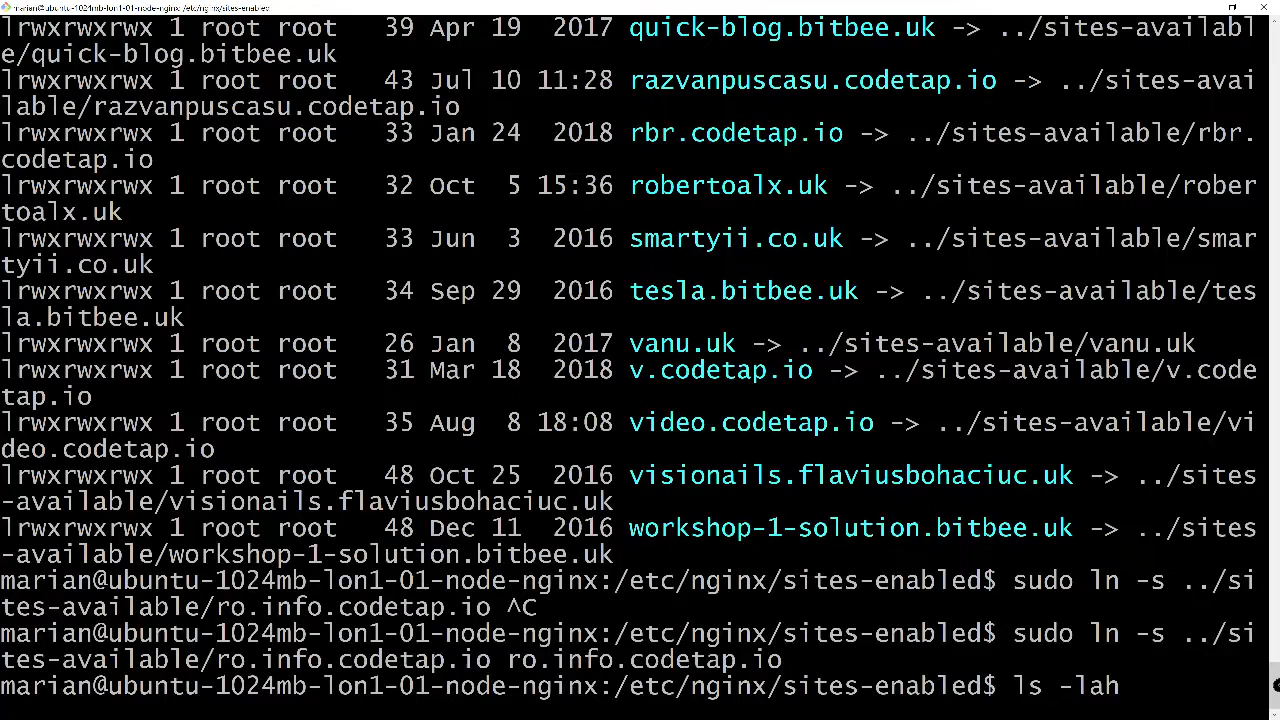 marian@ubuntu-1024mb-lon1-01-node-nginx: /etc/nginx/sites-enabled
lrwxrwxrwx 1 root root   39 Apr 19  2017 quick-blog.bitbee.uk -> ../sites-availabl
e/quick-blog.bitbee.uk
lrwxrwxrwx 1 root root   43 Jul 10 11:28 razvanpuscasu.codetap.io -> ../sites-avai
lable/razvanpuscasu.codetap.io
lrwxrwxrwx 1 root root   33 Jan 24  2018 rbr.codetap.io -> ../sites-available/rbr.
codetap.io
lrwxrwxrwx 1 root root   32 Oct  5 15:36 robertoalx.uk -> ../sites-available/rober
toalx.uk
lrwxrwxrwx 1 root root   33 Jun  3  2016 smartyii.co.uk -> ../sites-available/smar
tyii.co.uk
lrwxrwxrwx 1 root root   34 Sep 29  2016 tesla.bitbee.uk -> ../sites-available/tes
la.bitbee.uk
lrwxrwxrwx 1 root root   26 Jan  8  2017 vanu.uk -> ../sites-available/vanu.uk
lrwxrwxrwx 1 root root   31 Mar 18  2018 v.codetap.io -> ../sites-available/v.code
tap.io
lrwxrwxrwx 1 root root   35 Aug  8 18:08 video.codetap.io -> ../sites-available/vi
deo.codetap.io
lrwxrwxrwx 1 root root   48 Oct 25  2016 visionails.flaviusbohaciuc.uk -> ../sites
-available/visionails.flaviusbohaciuc.uk
lrwxrwxrwx 1 root root   48 Dec 11  2016 workshop-1-solution.bitbee.uk -> ../sites
-available/workshop-1-solution.bitbee.uk
marian@ubuntu-1024mb-lon1-01-node-nginx:/etc/nginx/sites-enabled$ sudo ln -s ../si
tes-available/ro.info.codetap.io ^C
marian@ubuntu-1024mb-lon1-01-node-nginx:/etc/nginx/sites-enabled$ sudo ln -s ../si
tes-available/ro.info.codetap.io ro.info.codetap.io
marian@ubuntu-1024mb-lon1-01-node-nginx:/etc/nginx/sites-enabled$ ls -lah